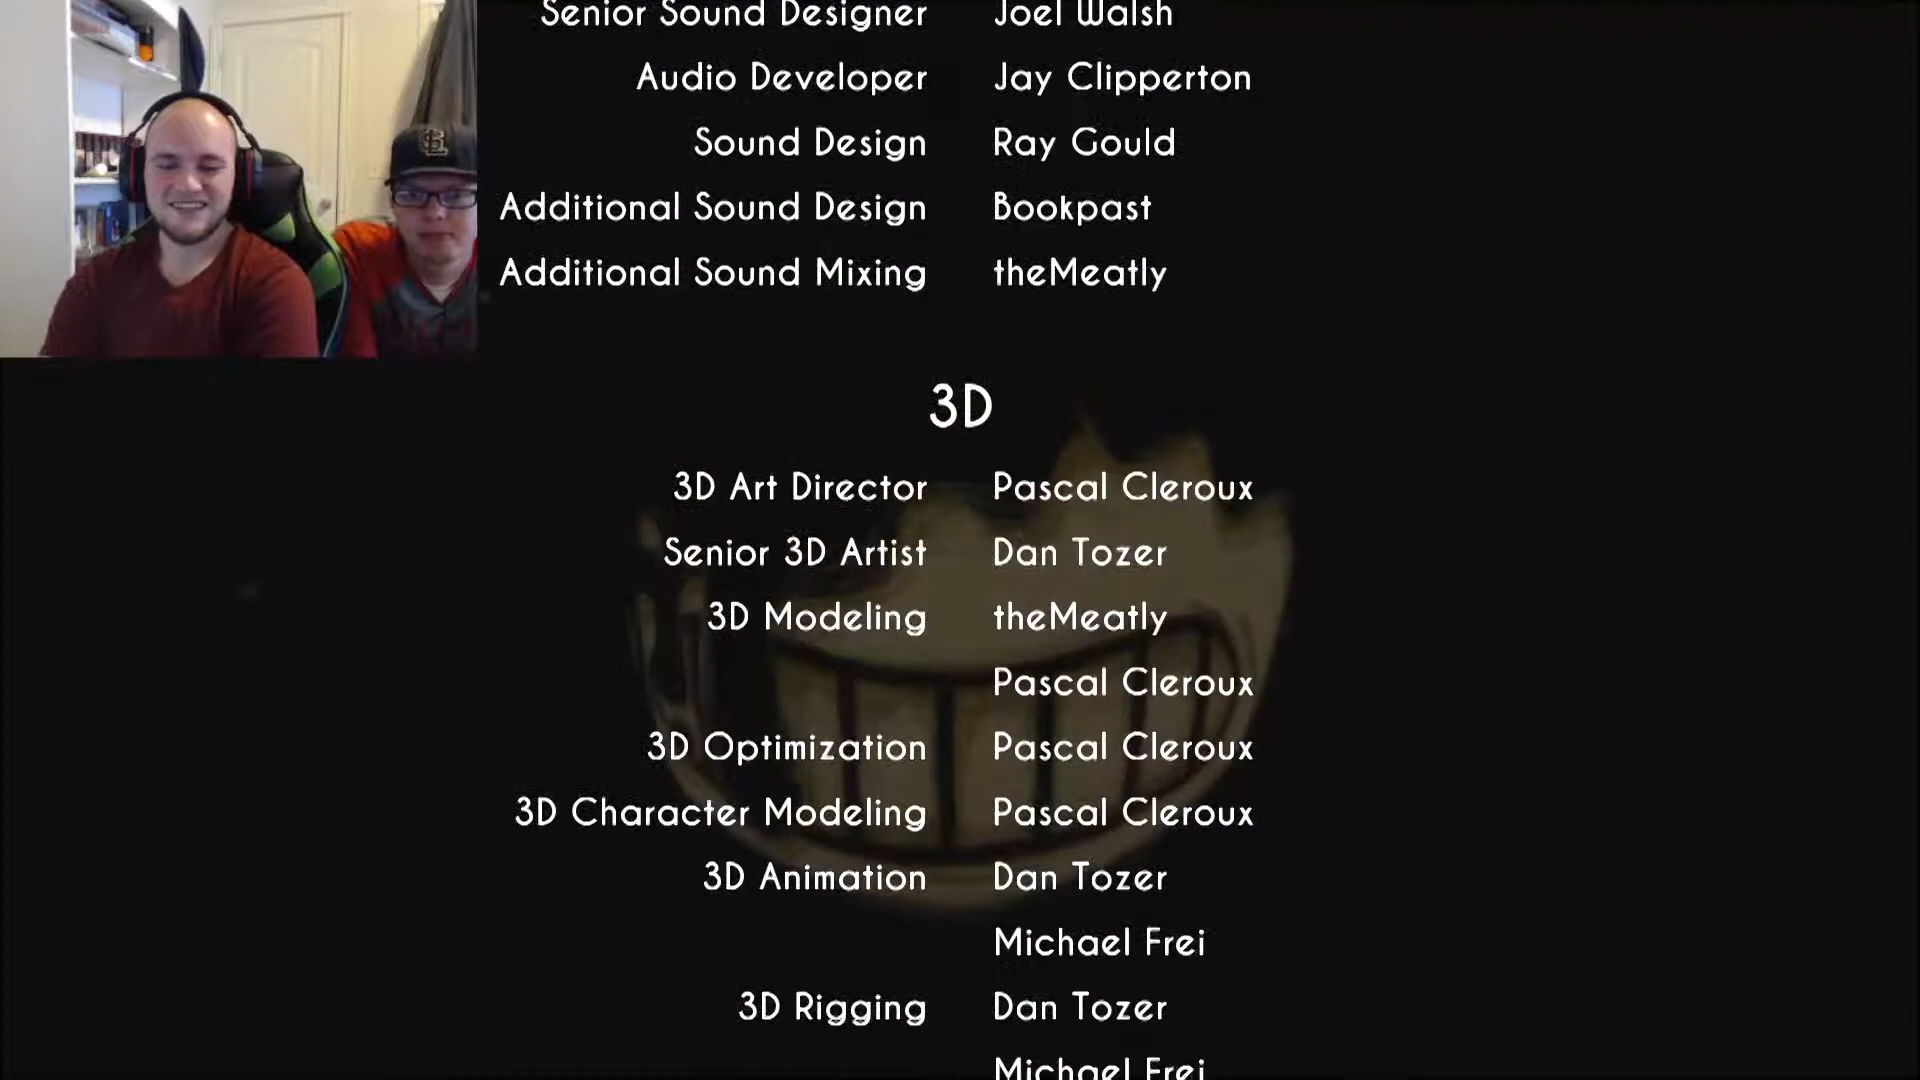 Senior Sound Designer Joel Walsh
Audio Developer Jay Clipperton
Sound Design Ray Gould
Additional Sound Design Bookpast
Additional Sound Mixing theMeatly
3D
3D Art Director Pascal Cleroux
Senior 3D Artist Dan Tozer
3D Modeling theMeatly
Pascal Cleroux
3D Optimization Pascal Cleroux
3D Character Modeling Pascal Cleroux
3D Animation Dan Tozer
Michael Frei
3D Rigging Dan Tozer
Michael Frei